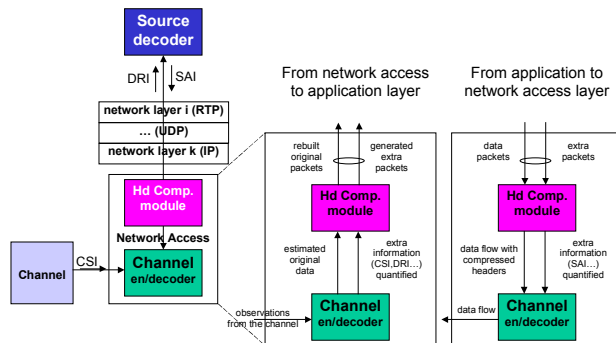 Source
decoder
DRI
SAI
network layer i (RTP)
… (UDP)
network layer k (IP)
Hd Comp.
module
Network Access
Channel
en/decoder
Channel
CSI
From network access
to application layer
rebuilt
original
packets
generated
extra
packets
Hd Comp.
module
estimated
original
data
extra
information
(CSI,DRI…)
quantified
Channel
en/decoder
observations
from the channel
From application to
network access layer
data
packets
extra
packets
Hd Comp.
module
data flow with
compressed
headers
extra
information
(SAI…)
quantified
Channel
en/decoder
data flow